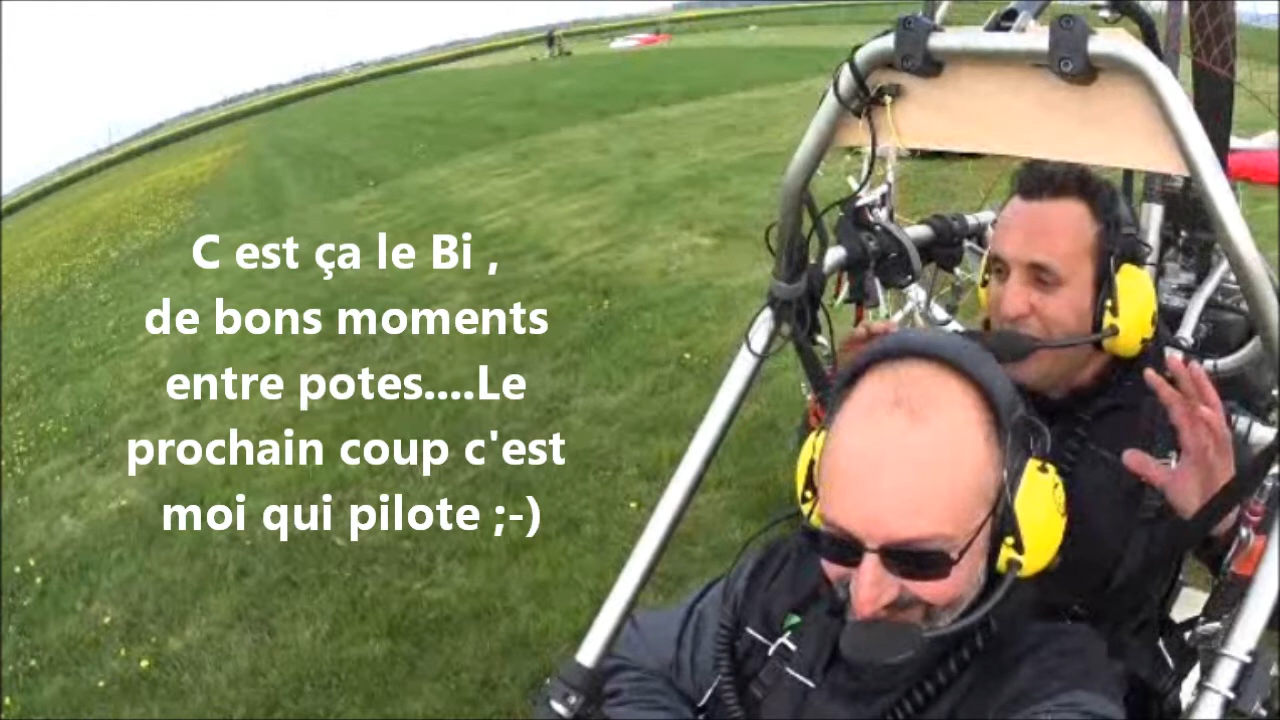 C est ça le Bi ,
de bons moments
entre potes....Le
prochain coup c'est
moi qui pilote ;-)